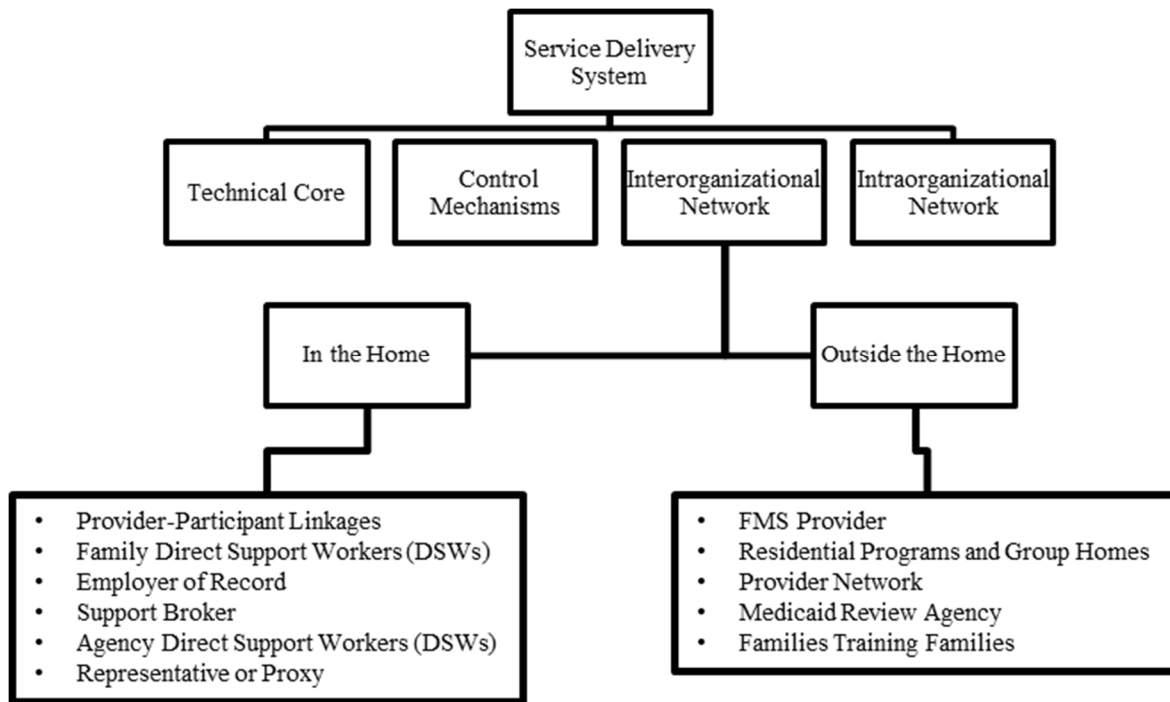 Service Delivery
System
Technical Core
Control
Mechanisms
Interorganizational
Network
Intraorganizational
Network
In the Home
Outside the Home
• Provider-Participant Linkages
• Family Direct Support Workers (DSWs)
• Employer of Record
• Support Broker
• Agency Direct Support Workers (DSWs)
• Representative or Proxy
• FMS Provider
• Residential Programs and Group Homes
• Provider Network
• Medicaid Review Agency
• Families Training Families